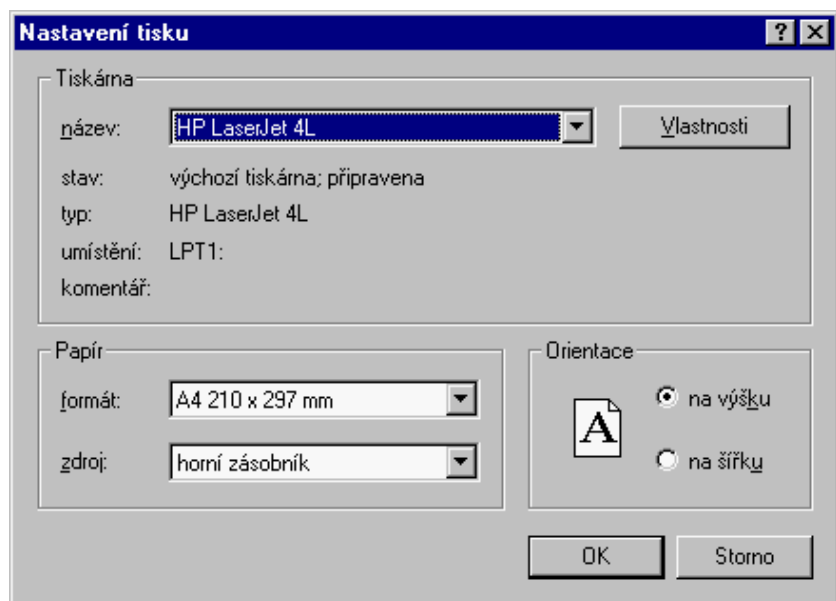 Nastavení tisku
Tiskárna
název: HP LaserJet 4L Vlastnosti
stav: výchozí tiskárna; připravena
typ: HP LaserJet 4L
umístění: LPT1:
komentář:
Papír
formát: A4 210 x 297 mm
zdroj: horní zásobník
Orientace
A
na výšku
na šířku
OK Storno